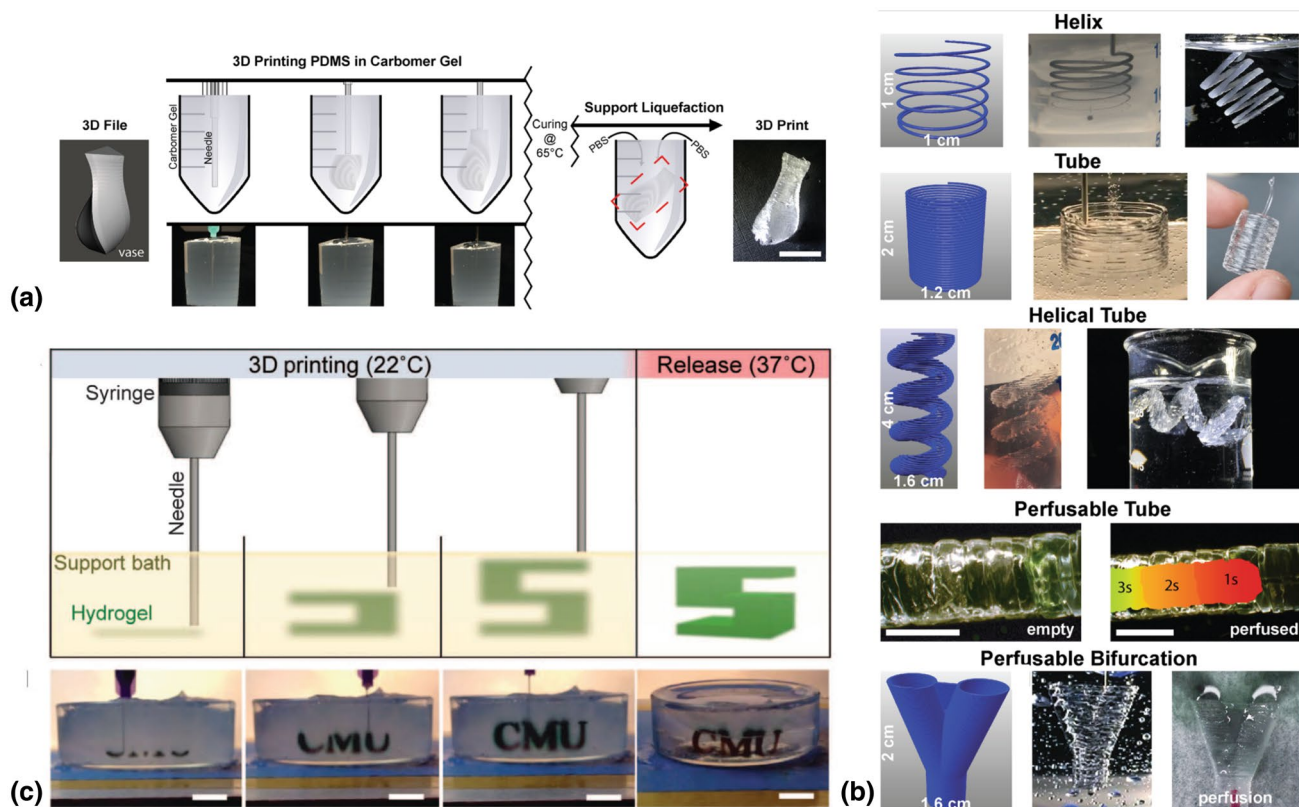 3D Printing PDMS in Carbomer Gel
3D File
vase
Carbomer Gel
Needle
Curing
@
65°C
Support Liquefaction
PBS
PBS
3D Print
(a)
3D printing (22°C)
Release (37°C)
Syringe
Needle
Support bath
Hydrogel
CMU
CMU
CMU
(c)
Helix
1 cm
1 cm
Tube
2 cm
1.2 cm
Helical Tube
4 cm
1.6 cm
20
Perfusable Tube
empty
3s
2s
1s
perfused
Perfusable Bifurcation
2 cm
1.6 cm
perfusion
(b)